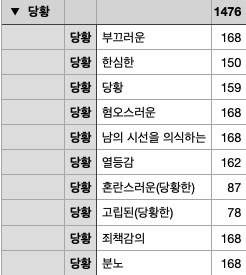 ▼ 당황 1476
당황 부끄러운 168
당황 한심한 150
당황 당황 159
당황 혐오스러운 168
당황 남의 시선을 의식하는 168
당황 열등감 162
당황 혼란스러운(당황한) 87
당황 고립된(당황한) 78
당황 죄책감의 168
당황 분노 168